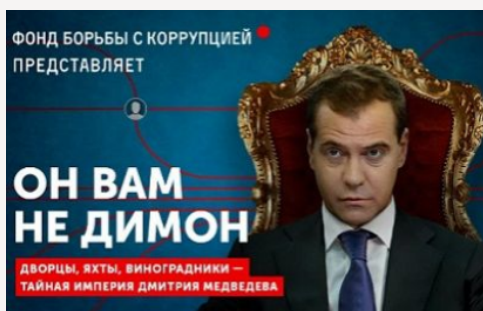 ФОНД БОРЬБЫ С КОРРУПЦИЕЙ
ПРЕДСТАВЛЯЕТ
ОН ВАМ
НЕ ДИМОН
ДВОРЦЫ, ЯХТЫ, ВИНОГРАДНИКИ —
ТАЙНАЯ ИМПЕРИЯ ДМИТРИЯ МЕДВЕДЕВА